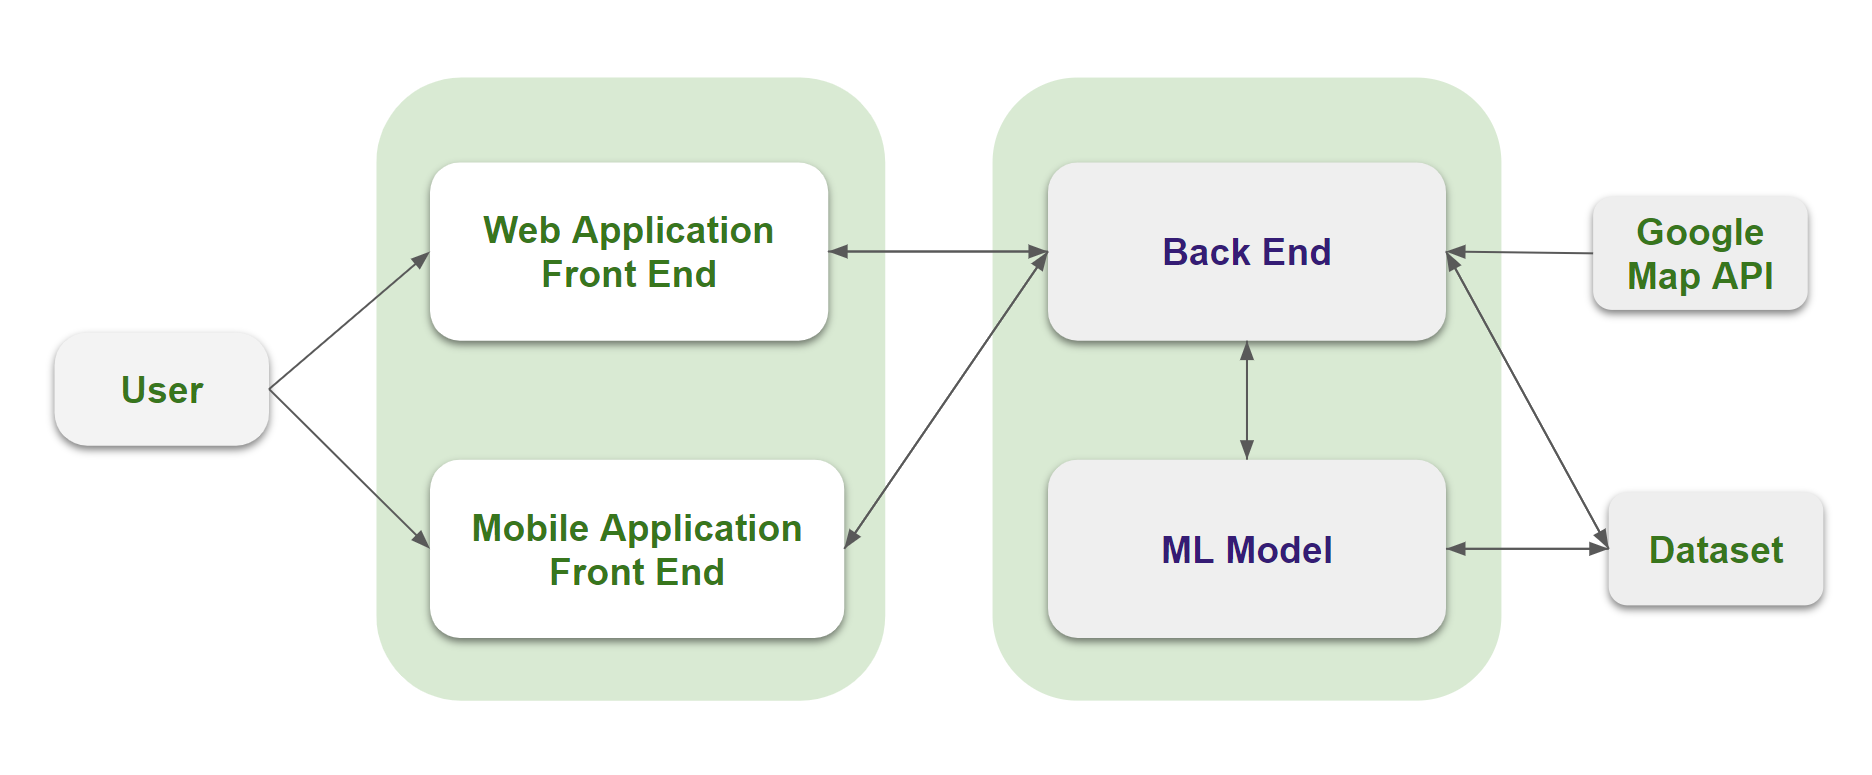 User
Web Application
Front End
Mobile Application
Front End
Back End
ML Model
Google
Map API
Dataset